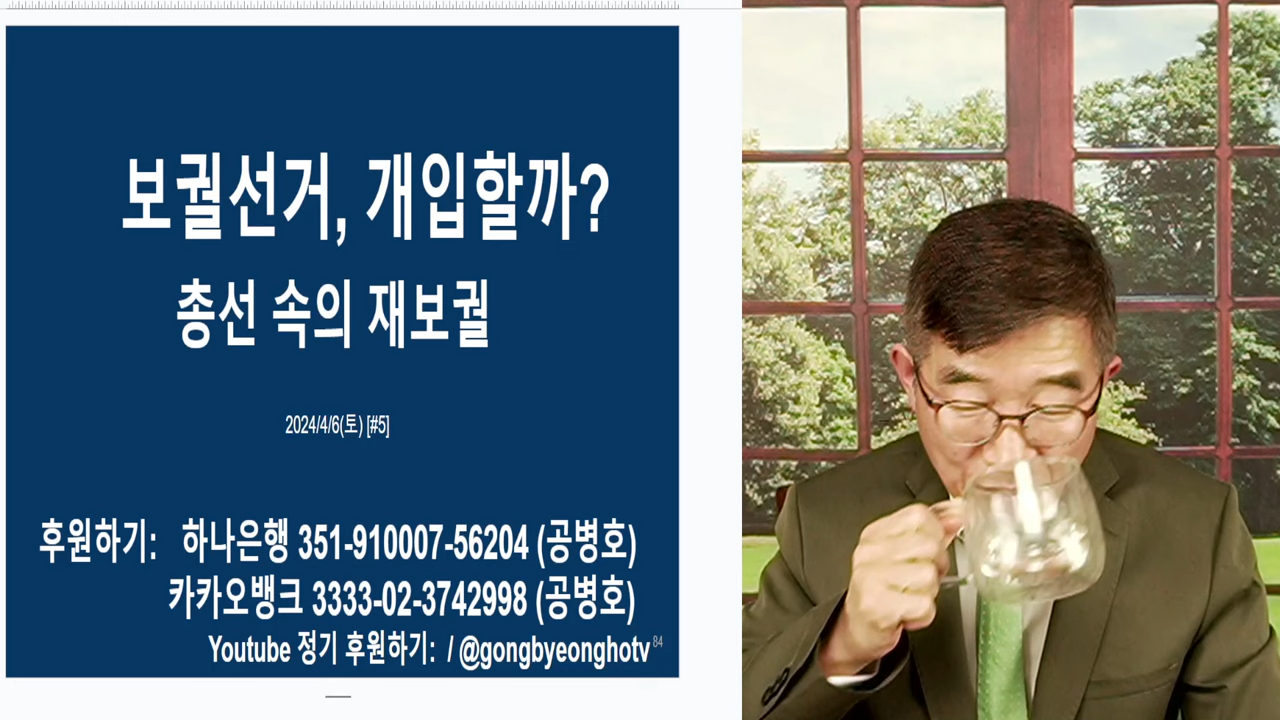 보궐선거, 개입할까?
총선 속의 재보궐
2024/4/6(토) [#5]
후원하기: 하나은행 351-910007-56204 (공병호)
카카오뱅크 3333-02-3742998 (공병호)
Youtube 정기 후원하기: / @gongbyeonghotv
84